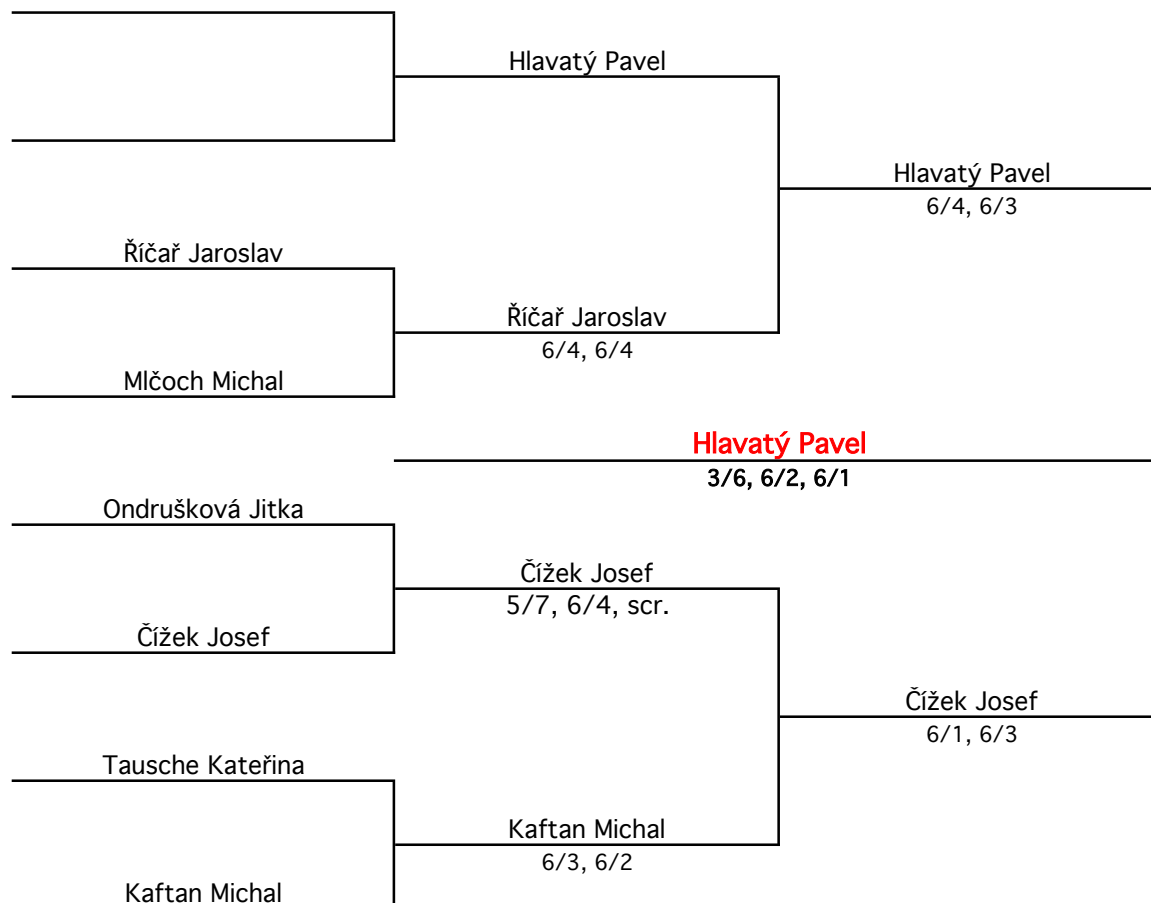 Hlavatý Pavel
Hlavatý Pavel
6/4, 6/3
Říčař Jaroslav
Říčař Jaroslav
6/4, 6/4
Mlčoch Michal
Hlavatý Pavel
3/6, 6/2, 6/1
Ondrušková Jitka
Čížek Josef
5/7, 6/4, scr.
Čížek Josef
Čížek Josef
6/1, 6/3
Tausche Kateřina
Kaftan Michal
6/3, 6/2
Kaftan Michal